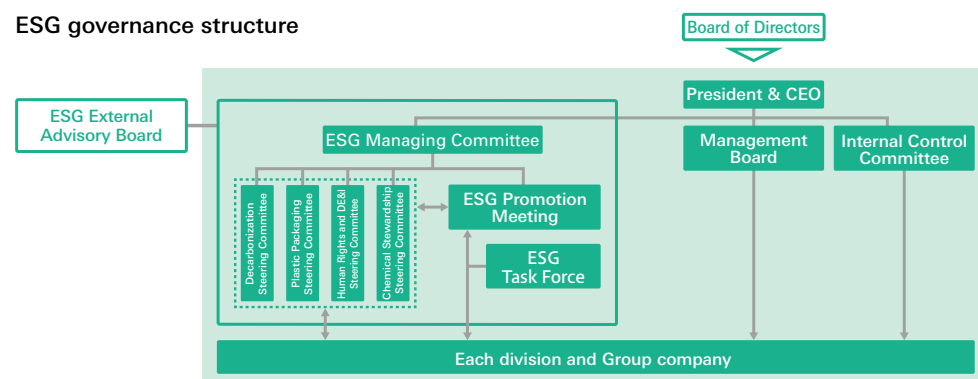 ESG governance structure
Board of Directors
President & CEO
ESG External
Advisory Board
ESG Managing Committee
Management
Board
Internal Control
Committee
Decarbonization
Steering Committee
Plastic Packaging
Steering Committee
Human Rights and DE&I
Steering Committee
Chemical Stewardship
Steering Committee
ESG Promotion
Meeting
ESG
Task Force
Each division and Group company